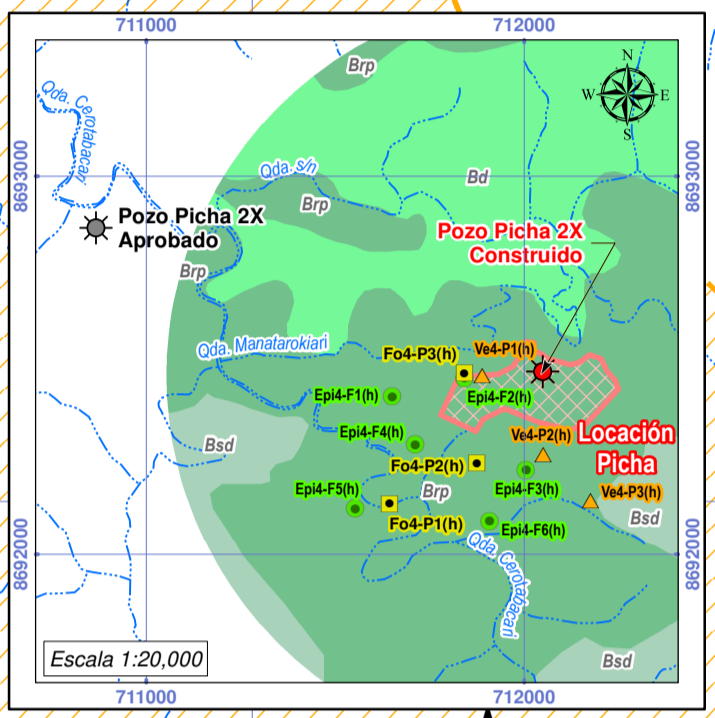 711000
712000
Brp
N
W
E
S
Qda. Cerotabacari
8693000
8693000
Qda. s/n
Bd
Brp
Pozo Picha 2X
Aprobado
Pozo Picha 2X
Construido
Brp
Qda. Manatarokiari
Fo4-P3(h)
Ve4-P1(h)
Epi4-F1(h)
Epi4-F2(h)
Epi4-F4(h)
Ve4-P2(h)
Locación
Picha
Bsd
Fo4-P2(h)
Epi4-F5(h)
Brp
Epi4-F3(h)
Ve4-P3(h)
Fo4-P1(h)
Epi4-F6(h)
Bsd
8692000
8692000
Qda. Cerotabacari
Escala 1:20,000
Bsd
711000
712000